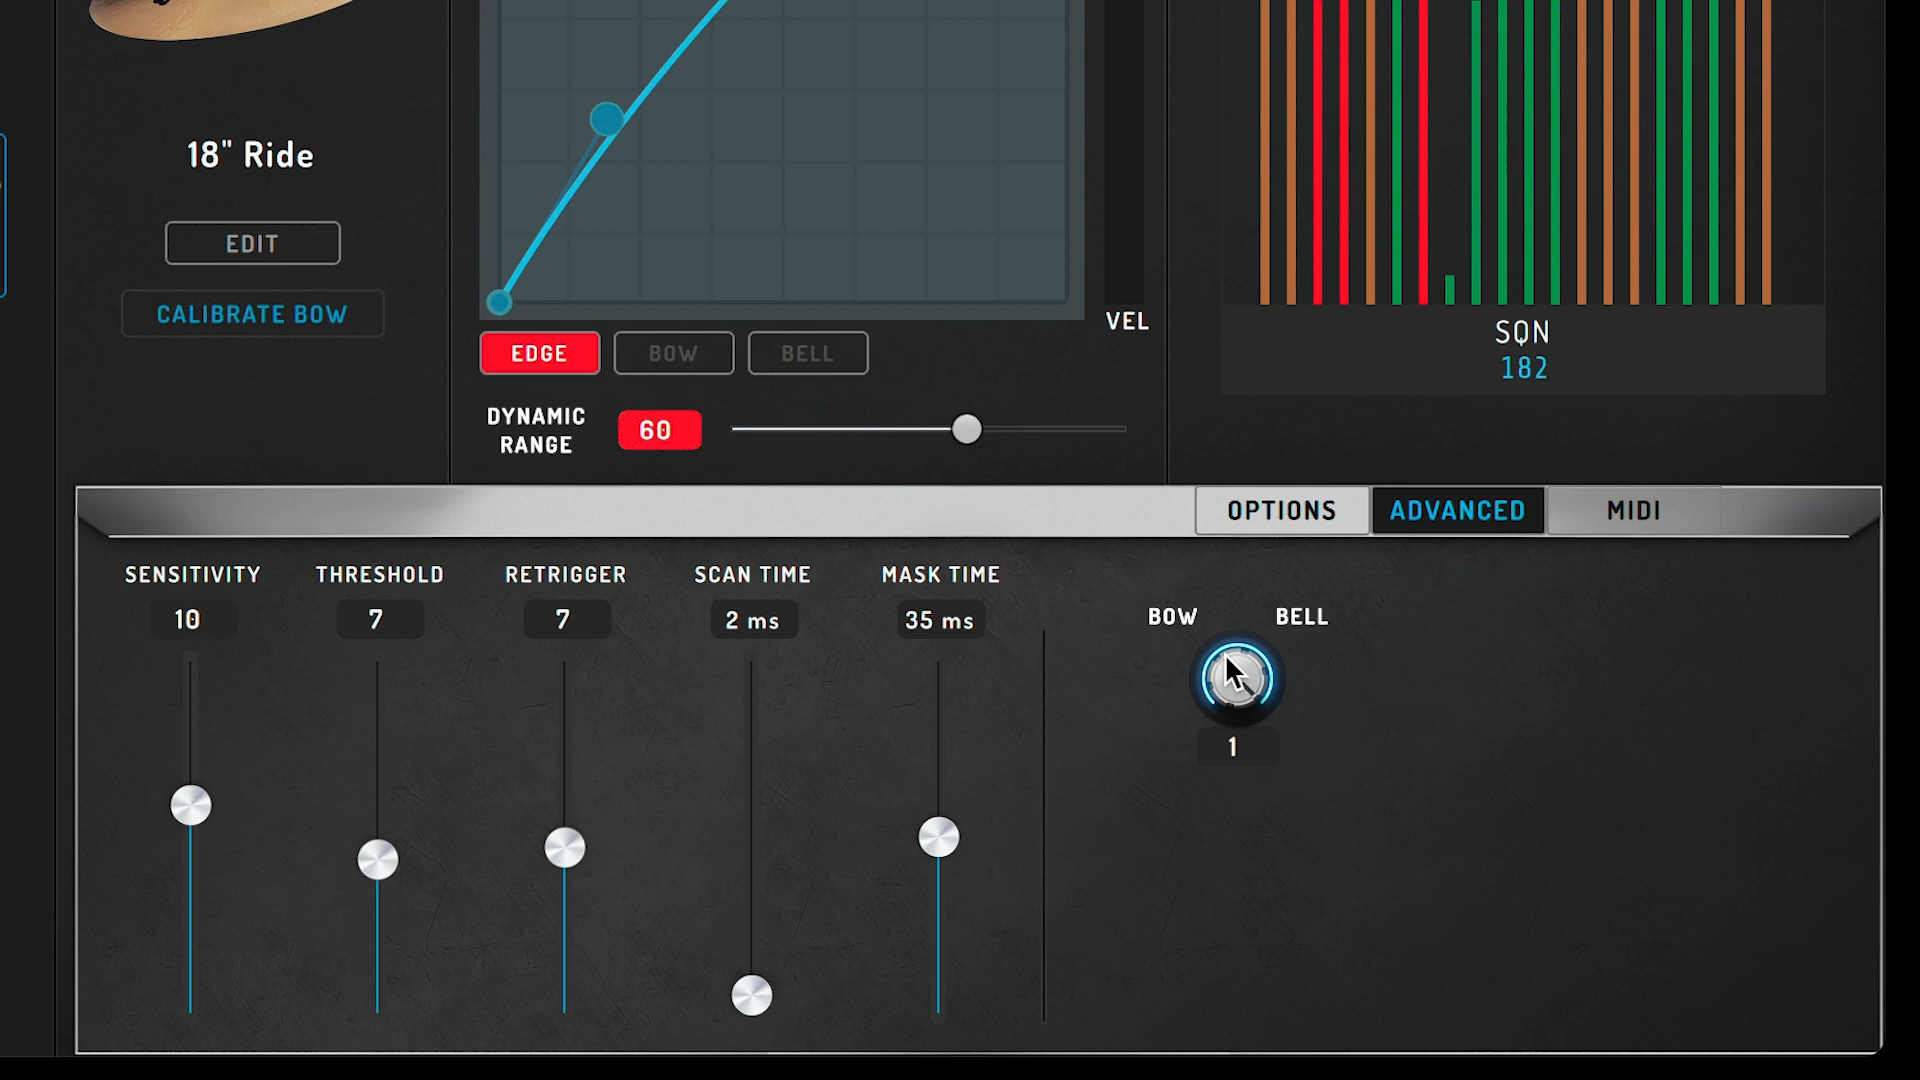 18" Ride
EDIT
CALIBRATE BOW
EDGE
BOW
BELL
VEL
DYNAMIC
RANGE
60
SQN
182
OPTIONS
ADVANCED
MIDI
SENSITIVITY
THRESHOLD
RETRIGGER
SCAN TIME
MASK TIME
10
7
7
2 ms
35 ms
BOW
BELL
1